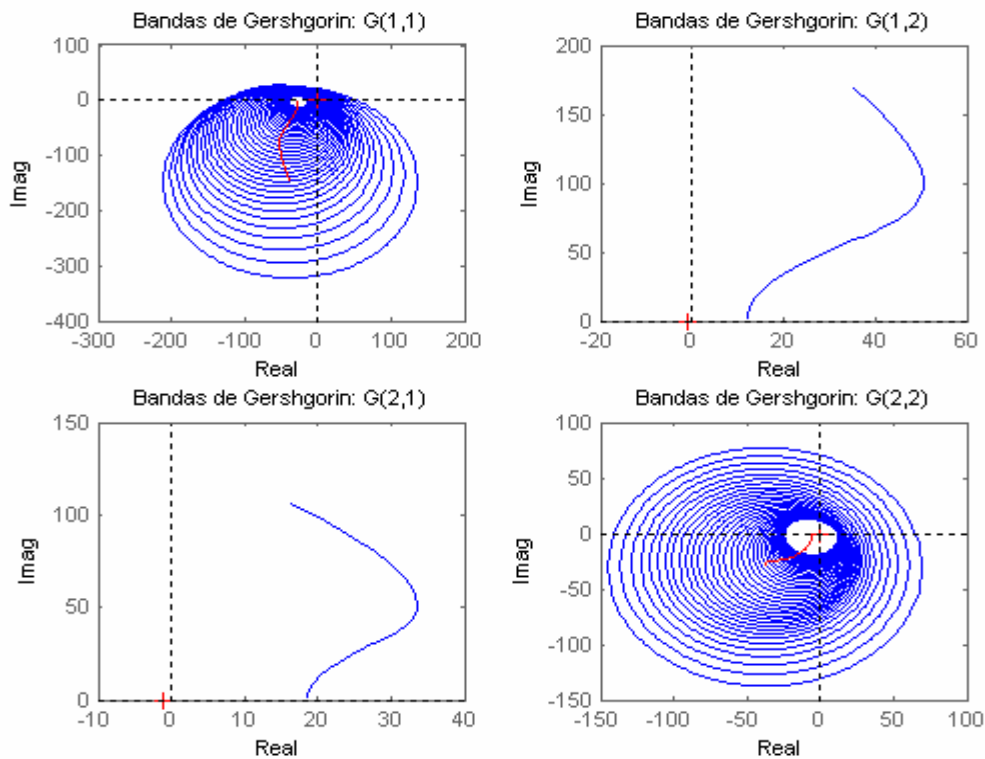 Bandas de Gershgorin: G(1,1)
100
0
-100
-200
-300
-400
Imag
-300 -200 -100 0 100 200
Real
Bandas de Gershgorin: G(1,2)
200
150
100
50
0
Imag
-20 0 20 40 60
Real
Bandas de Gershgorin: G(2,1)
150
100
50
0
Imag
-10 0 10 20 30 40
Real
Bandas de Gershgorin: G(2,2)
100
50
0
-50
-100
-150
Imag
-150 -100 -50 0 50 100
Real